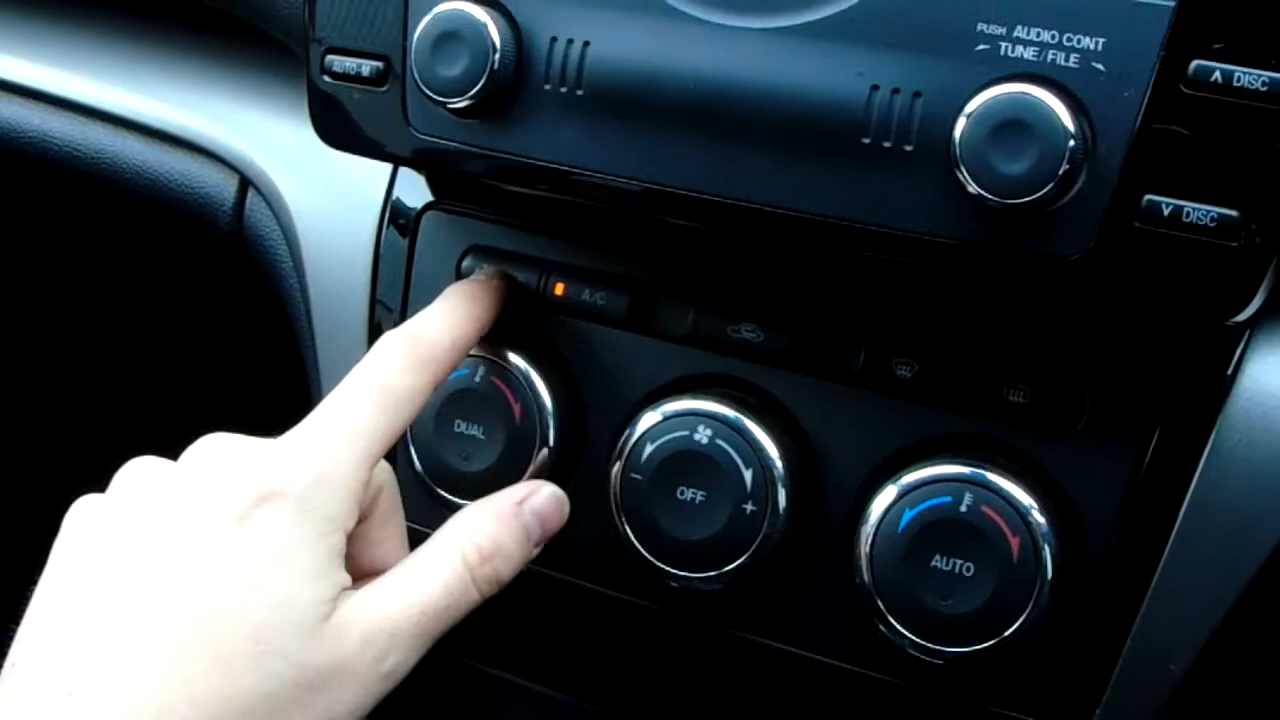 AUTO-M
PUSH AUDIO CONT
TUNE/FILE
∧ DISC
∨ DISC
A/C
DUAL
OFF
- +
AUTO